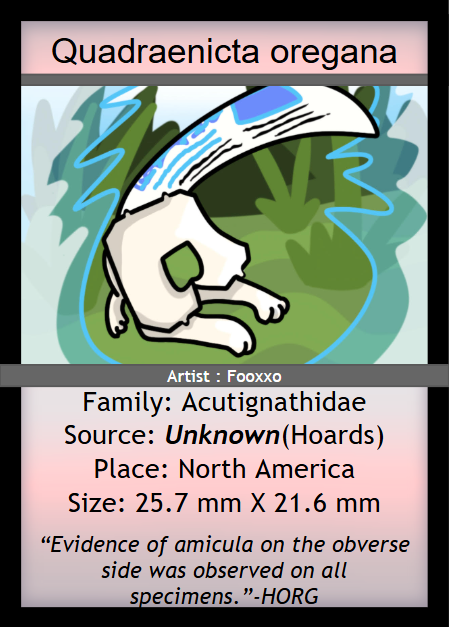 Quadraenicta oregana
Artist : Fooxxo
Family: Acutignathidae
Source: Unknown(Hoards)
Place: North America
Size: 25.7 mm X 21.6 mm
“Evidence of amicula on the obverse
side was observed on all
specimens.”-HORG